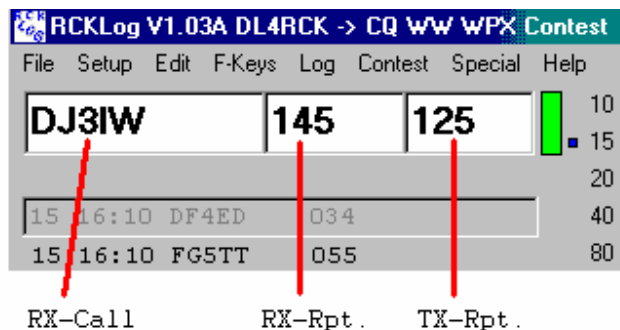 RCKLog V1.03A DL4RCK -> CQ WW WPX Contest
File Setup Edit F-Keys Log Contest Special Help
DJ3IW 145 125 10
15
20
15 16:10 DF4ED 034 40
15 16:10 FG5TT 055 80
RX-Call RX-Rpt. TX-Rpt.